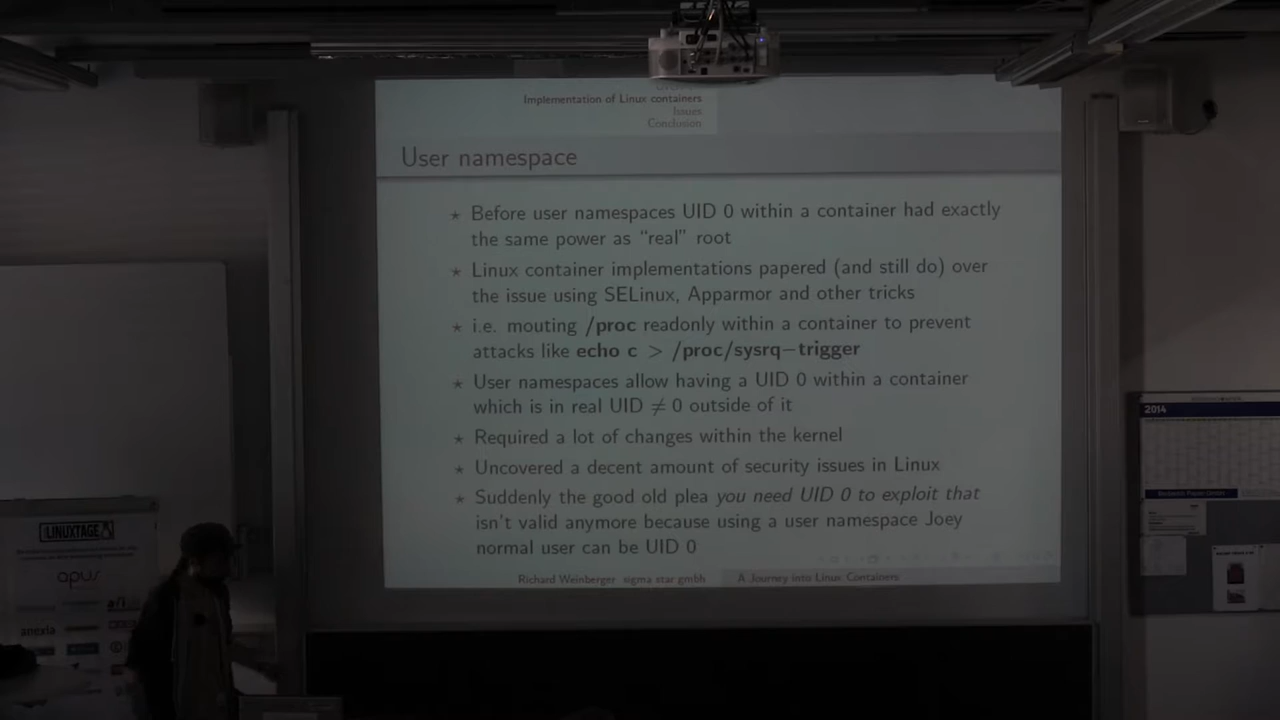 Implementation of Linux containers
Issues
Conclusion
User namespace
⋆ Before user namespaces UID 0 within a container had exactly
the same power as “real” root
⋆ Linux container implementations papered (and still do) over
the issue using SELinux, Apparmor and other tricks
⋆ i.e. mouting /proc readonly within a container to prevent
attacks like echo c > /proc/sysrq−trigger
⋆ User namespaces allow having a UID 0 within a container
which is in real UID ≠ 0 outside of it
⋆ Required a lot of changes within the kernel
⋆ Uncovered a decent amount of security issues in Linux
⋆ Suddenly the good old plea you need UID 0 to exploit that
isn’t valid anymore because using a user namespace Joey
normal user can be UID 0
Richard Weinberger sigma star gmbh
A Journey into Linux Containers
2014
LINUXTAGE
apus
anexia